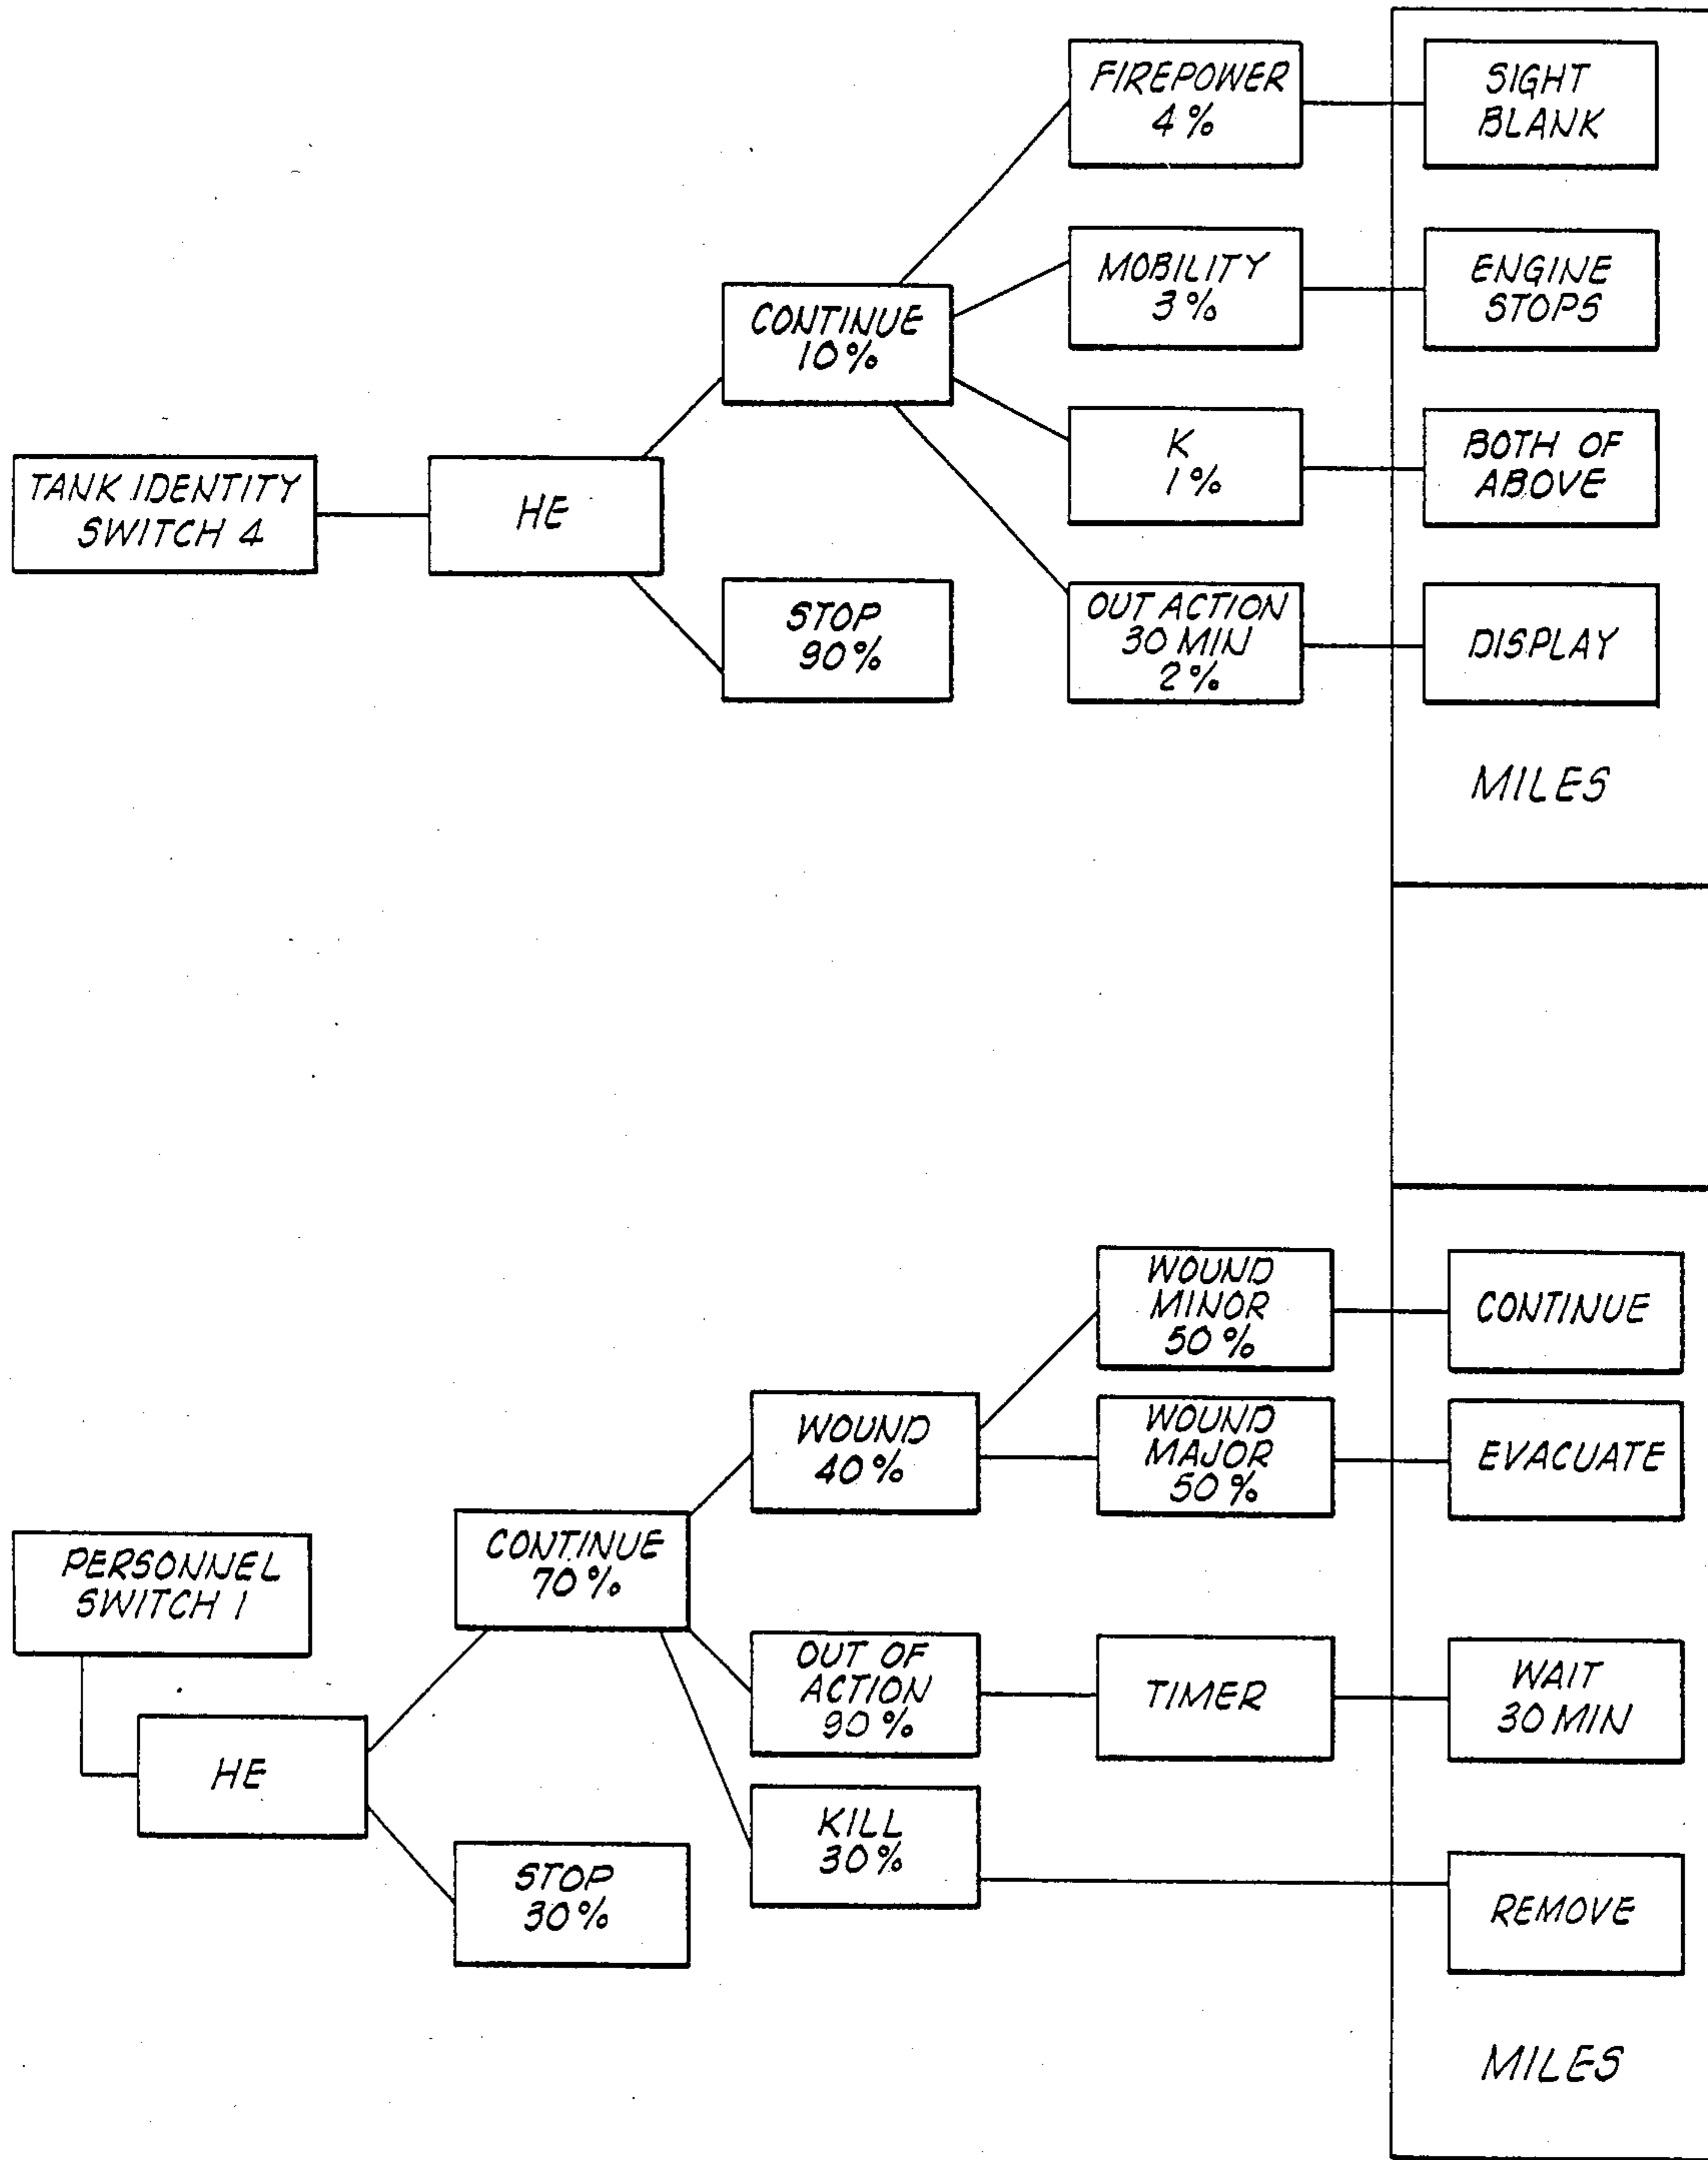 FIREPOWER
4%
SIGHT
BLANK
MOBILITY
3%
ENGINE
STOPS
CONTINUE
10%
K
1%
BOTH OF
ABOVE
TANK IDENTITY
SWITCH 4
HE
STOP
90%
OUT ACTION
30 MIN
2%
DISPLAY
MILES
WOUND
MINOR
50%
CONTINUE
WOUND
40%
WOUND
MAJOR
50%
EVACUATE
CONTINUE
70%
PERSONNEL
SWITCH 1
OUT OF
ACTION
90%
TIMER
WAIT
30 MIN
HE
KILL
30%
STOP
30%
REMOVE
MILES